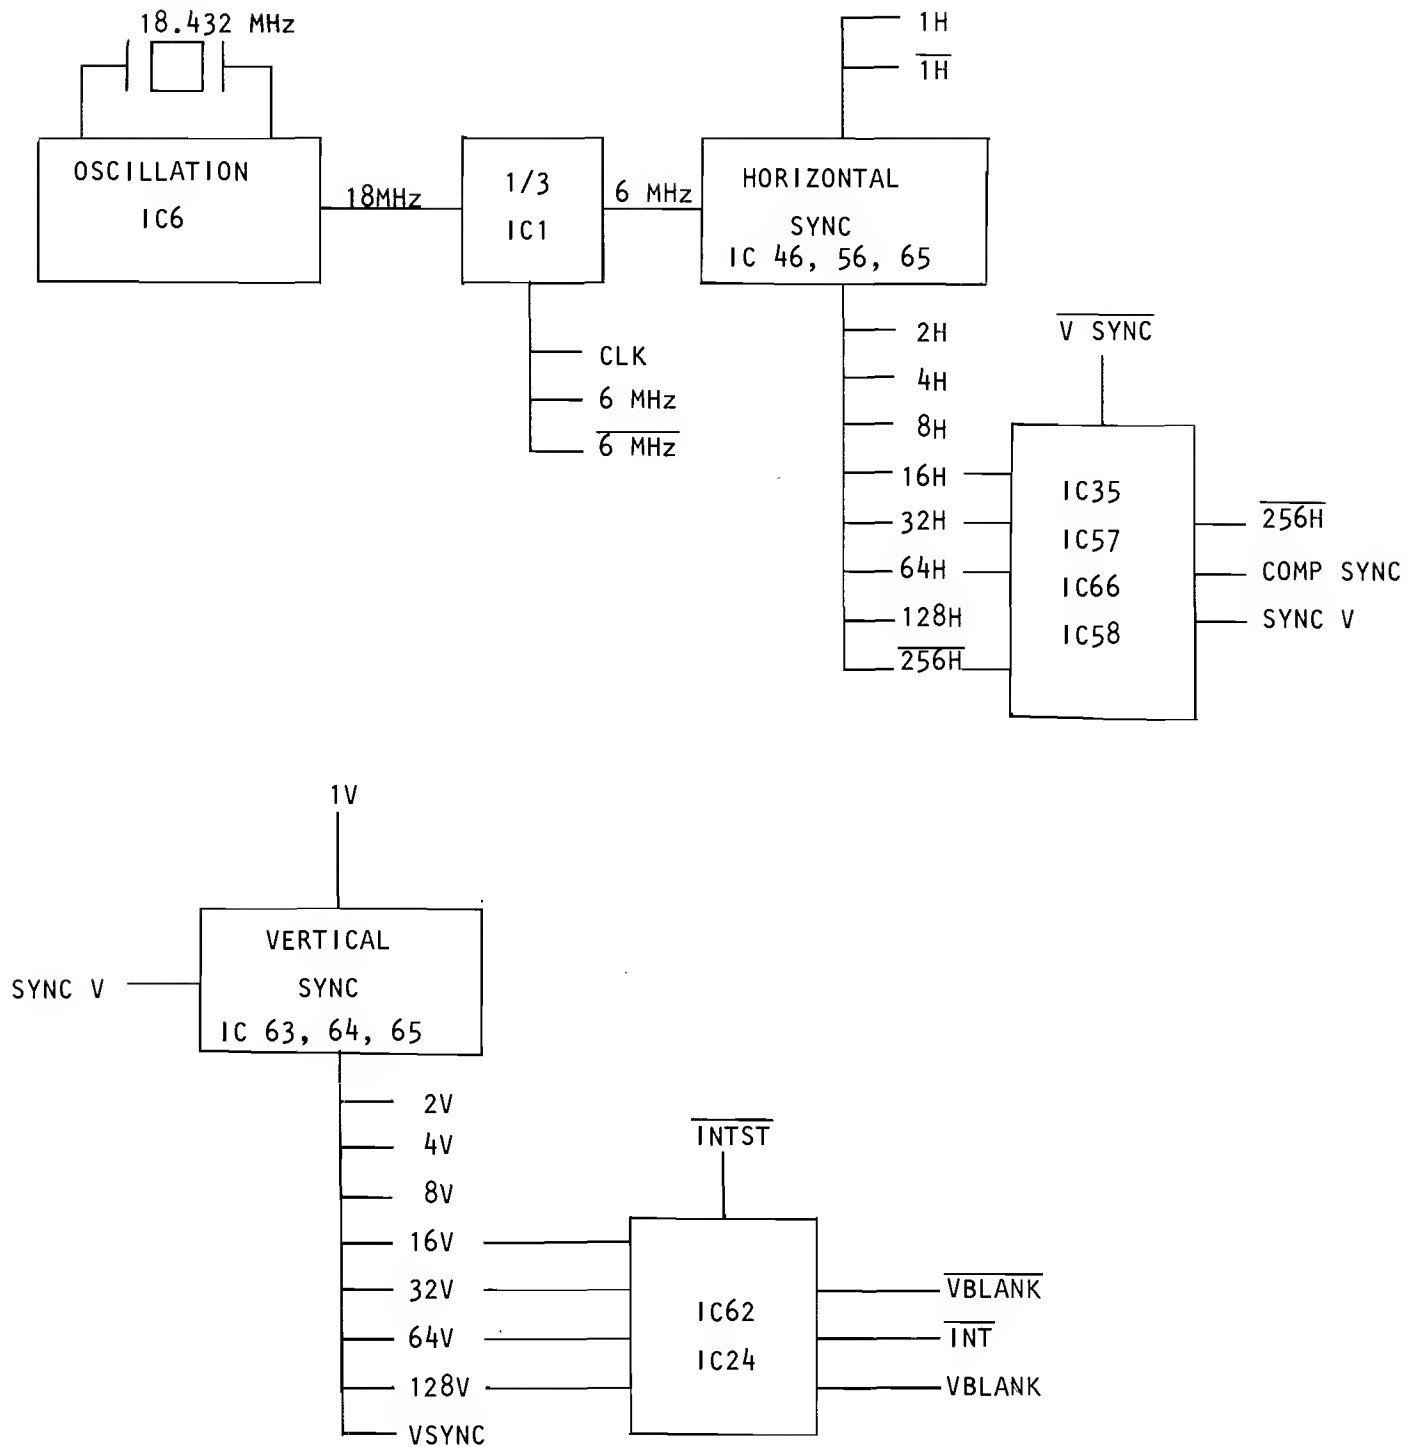 18.432 MHz
OSCILLATION
IC6
18MHz
1/3
IC1
6 MHz
CLK
6 MHz
6 MHz
1H
1H
HORIZONTAL
SYNC
IC 46, 56, 65
2H
4H
8H
16H
32H
64H
128H
256H
V SYNC
IC35
IC57
IC66
IC58
256H
COMP SYNC
SYNC V
1V
SYNC V
VERTICAL
SYNC
IC 63, 64, 65
2V
4V
8V
16V
32V
64V
128V
VSYNC
INTST
IC62
IC24
VBLANK
INT
VBLANK